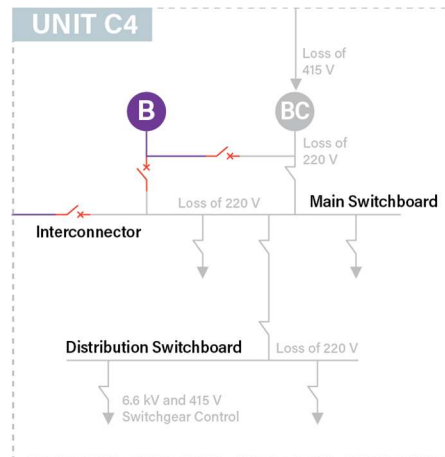 UNIT C4
Loss of
415 V
B
BC
Loss of
220 V
Loss of 220 V
Main Switchboard
Interconnector
Distribution Switchboard
Loss of 220 V
6.6 kV and 415 V
Switchgear Control